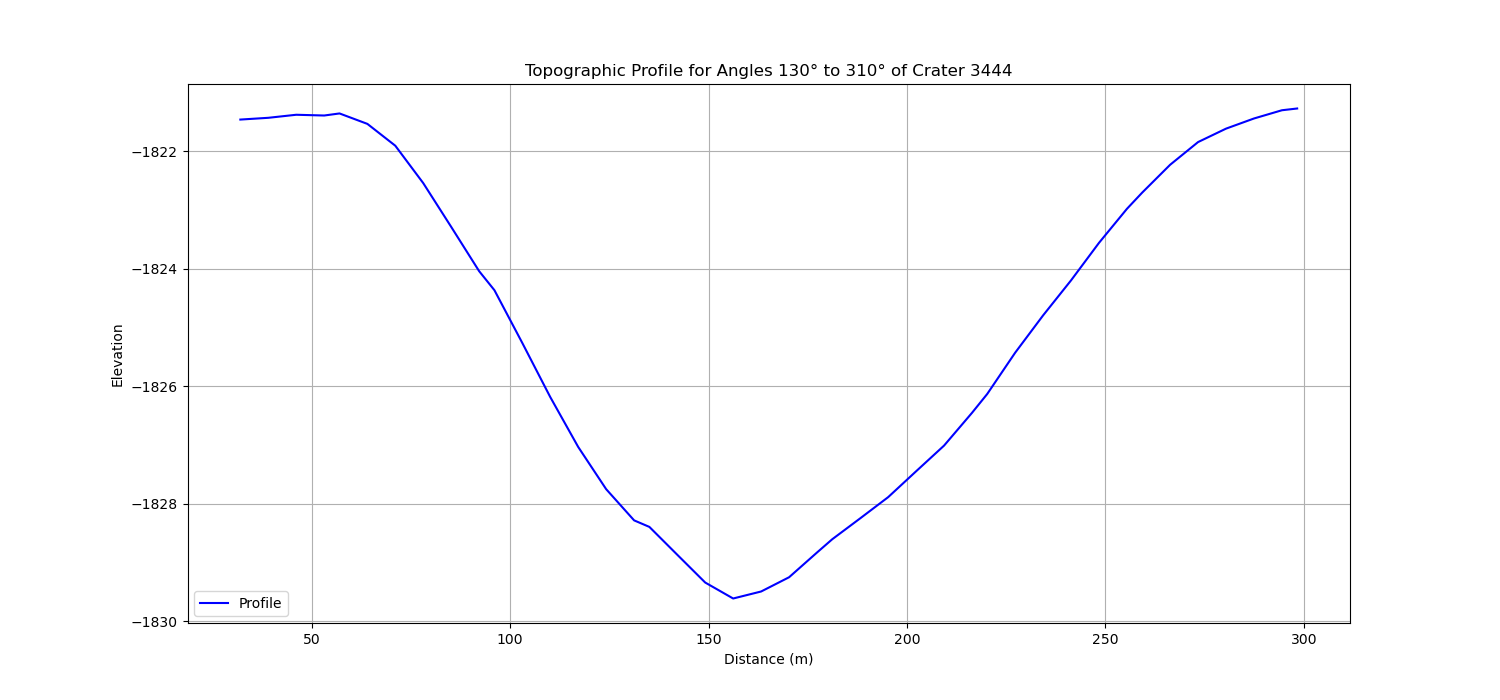 Topographic Profile for Angles 130° to 310° of Crater 3444
Elevation
−1822
−1824
−1826
−1828
−1830
Profile
50 100 150 200 250 300
Distance (m)